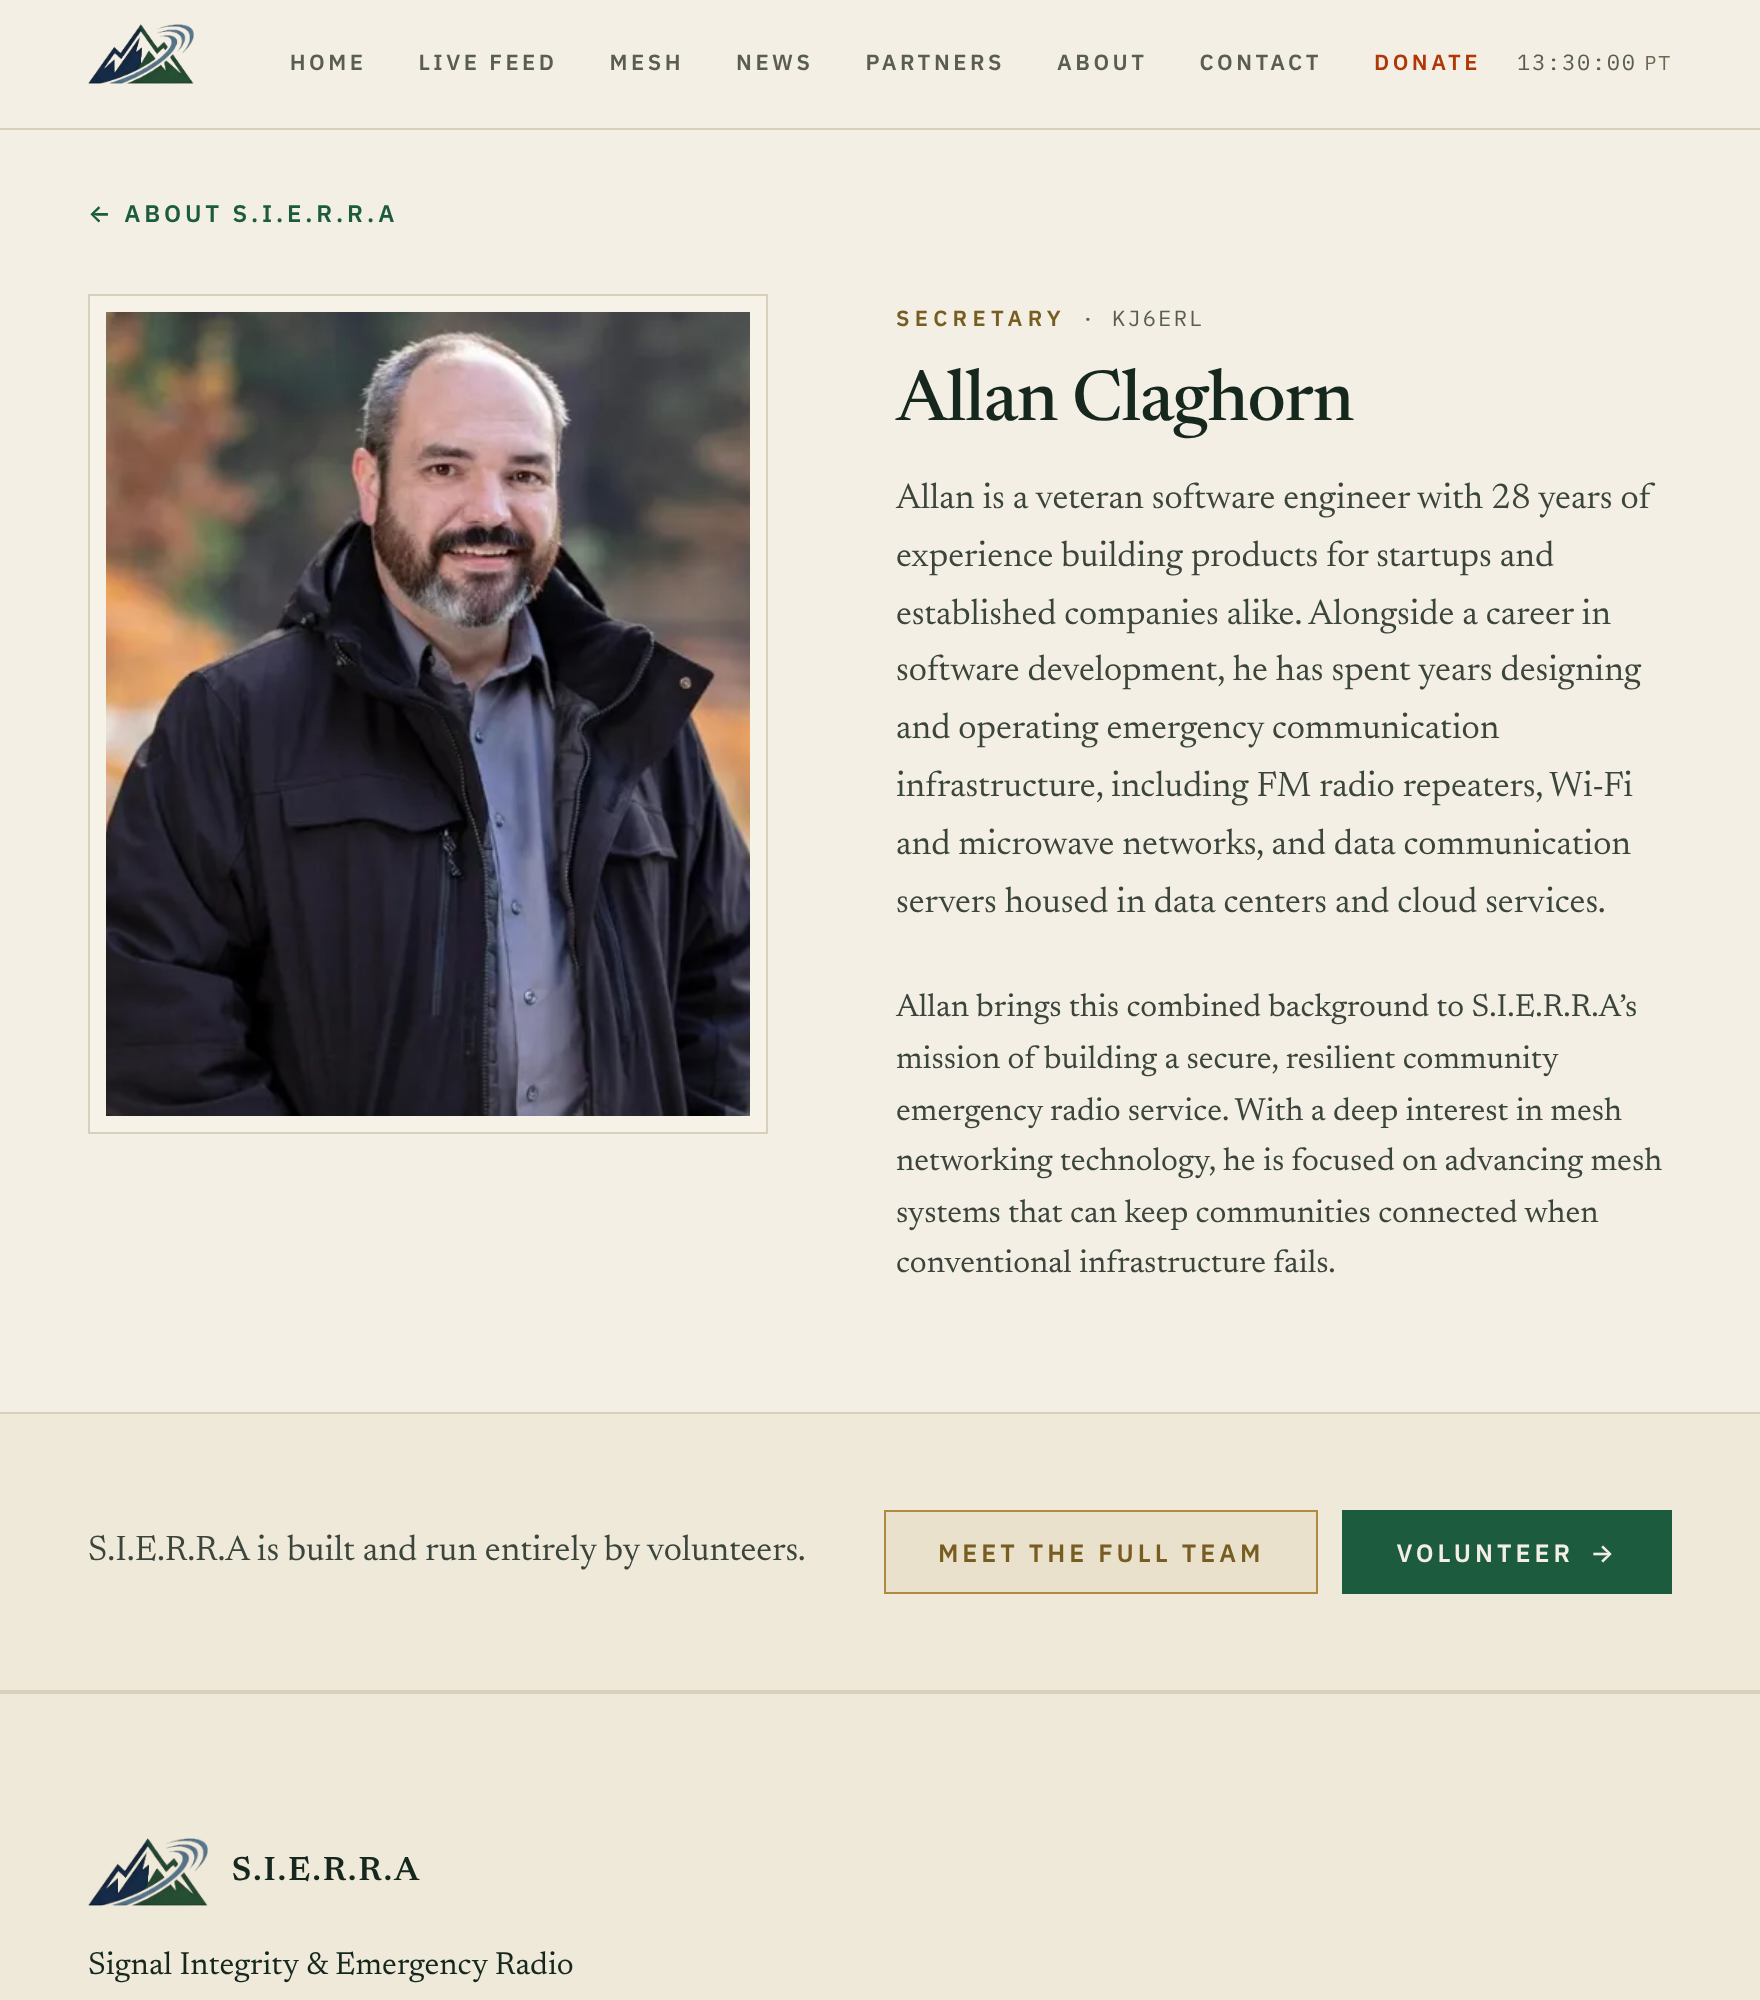 HOME LIVE FEED MESH NEWS PARTNERS ABOUT CONTACT DONATE 13:30:00 PT
← ABOUT S.I.E.R.R.A
SECRETARY · KJ6ERL
Allan Claghorn
Allan is a veteran software engineer with 28 years of
experience building products for startups and
established companies alike. Alongside a career in
software development, he has spent years designing
and operating emergency communication
infrastructure, including FM radio repeaters, Wi-Fi
and microwave networks, and data communication
servers housed in data centers and cloud services.
Allan brings this combined background to S.I.E.R.R.A’s
mission of building a secure, resilient community
emergency radio service. With a deep interest in mesh
networking technology, he is focused on advancing mesh
systems that can keep communities connected when
conventional infrastructure fails.
S.I.E.R.R.A is built and run entirely by volunteers.
MEET THE FULL TEAM
VOLUNTEER →
S.I.E.R.R.A
Signal Integrity & Emergency Radio